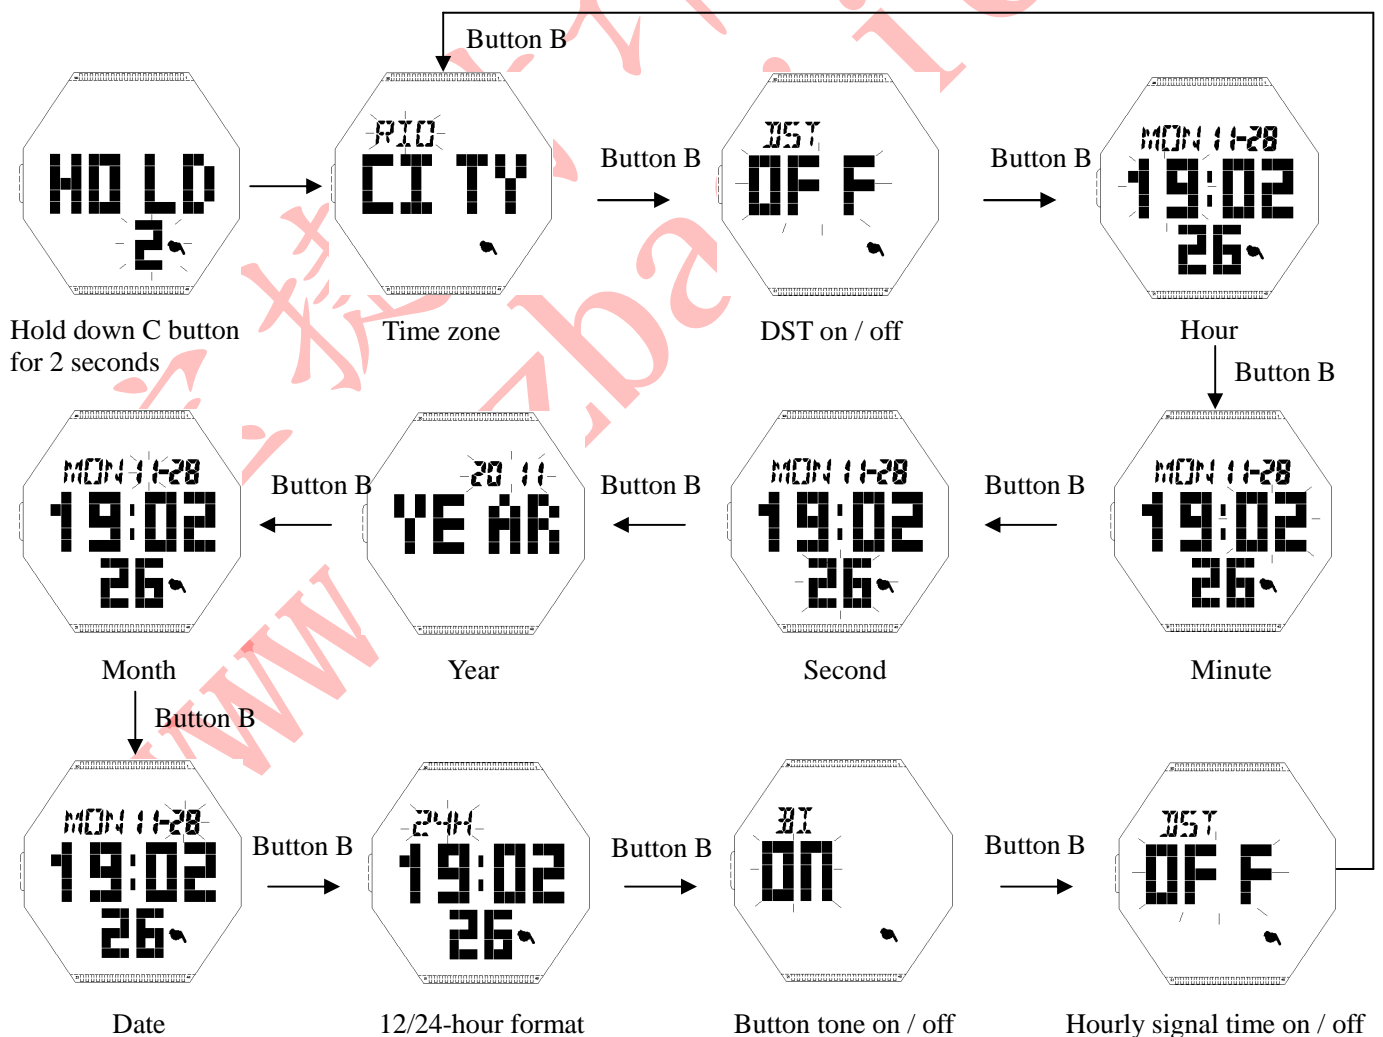 Button B
HOLD
2
RIO
CITY
Button B
DST
OFF
Button B
MON 11-28
19:02
26
Hold down C button
for 2 seconds
Time zone
DST on / off
Hour
Button B
MON 11-28
19:02
26
Button B
20 11
YEAR
Button B
MON 11-28
19:02
26
Button B
MON 11-28
19:02
26
Month
Year
Second
Minute
Button B
MON 11-28
19:02
26
Button B
24H
19:02
26
Button B
BI
ON
Button B
DST
OFF
Date
12/24-hour format
Button tone on / off
Hourly signal time on / off